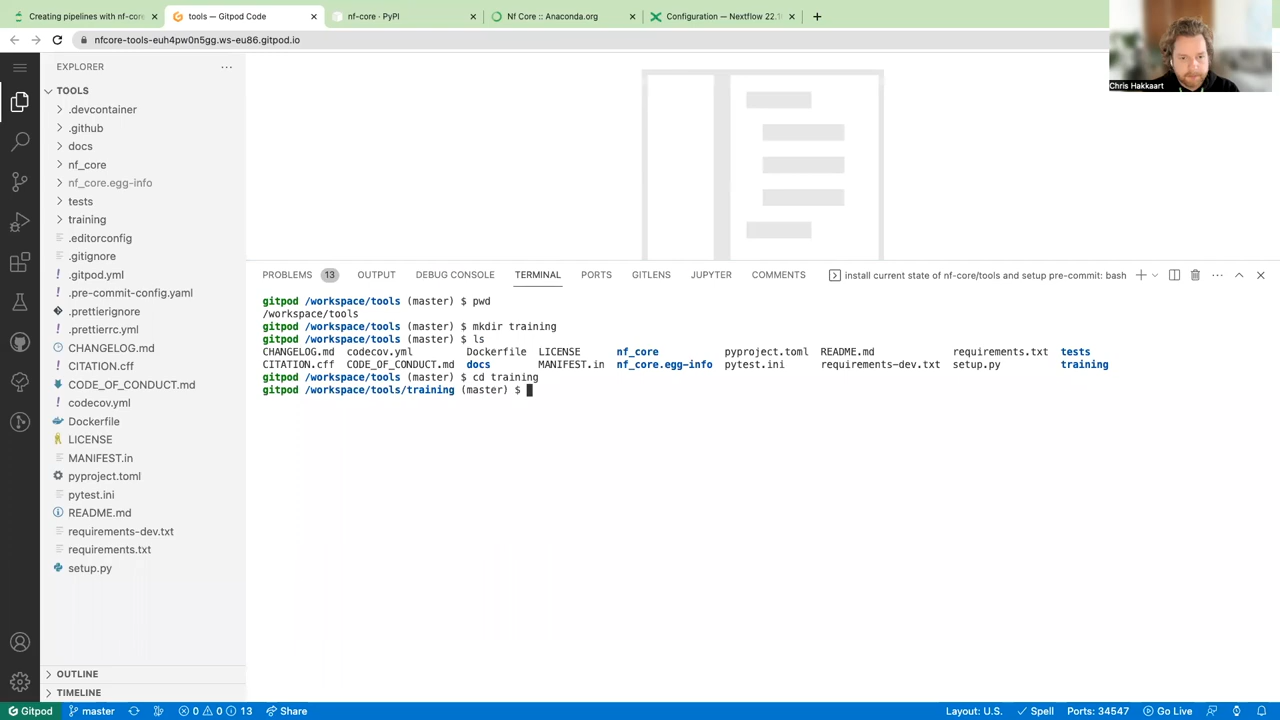 Creating pipelines with nf-core
tools — Gitpod Code
nf-core · PyPI
Nf Core :: Anaconda.org
Configuration — Nextflow 22.1
nfcore-tools-euh4pw0n5gg.ws-eu86.gitpod.io
Chris Hakkaart
EXPLORER
TOOLS
.devcontainer
.github
docs
nf_core
nf_core.egg-info
tests
training
.editorconfig
.gitignore
.gitpod.yml
.pre-commit-config.yaml
.prettierignore
.prettierrc.yml
CHANGELOG.md
CITATION.cff
CODE_OF_CONDUCT.md
codecov.yml
Dockerfile
LICENSE
MANIFEST.in
pyproject.toml
pytest.ini
README.md
requirements-dev.txt
requirements.txt
setup.py
OUTLINE
TIMELINE
PROBLEMS 13 OUTPUT DEBUG CONSOLE TERMINAL PORTS GITLENS JUPYTER COMMENTS install current state of nf-core/tools and setup pre-commit: bash
gitpod /workspace/tools (master) $ pwd
/workspace/tools
gitpod /workspace/tools (master) $ mkdir training
gitpod /workspace/tools (master) $ ls
CHANGELOG.md codecov.yml Dockerfile LICENSE nf_core pyproject.toml README.md requirements.txt tests
CITATION.cff CODE_OF_CONDUCT.md docs MANIFEST.in nf_core.egg-info pytest.ini requirements-dev.txt setup.py training
gitpod /workspace/tools (master) $ cd training
gitpod /workspace/tools/training (master) $
Gitpod master 0 0 13 Share Layout: U.S. Spell Ports: 34547 Go Live